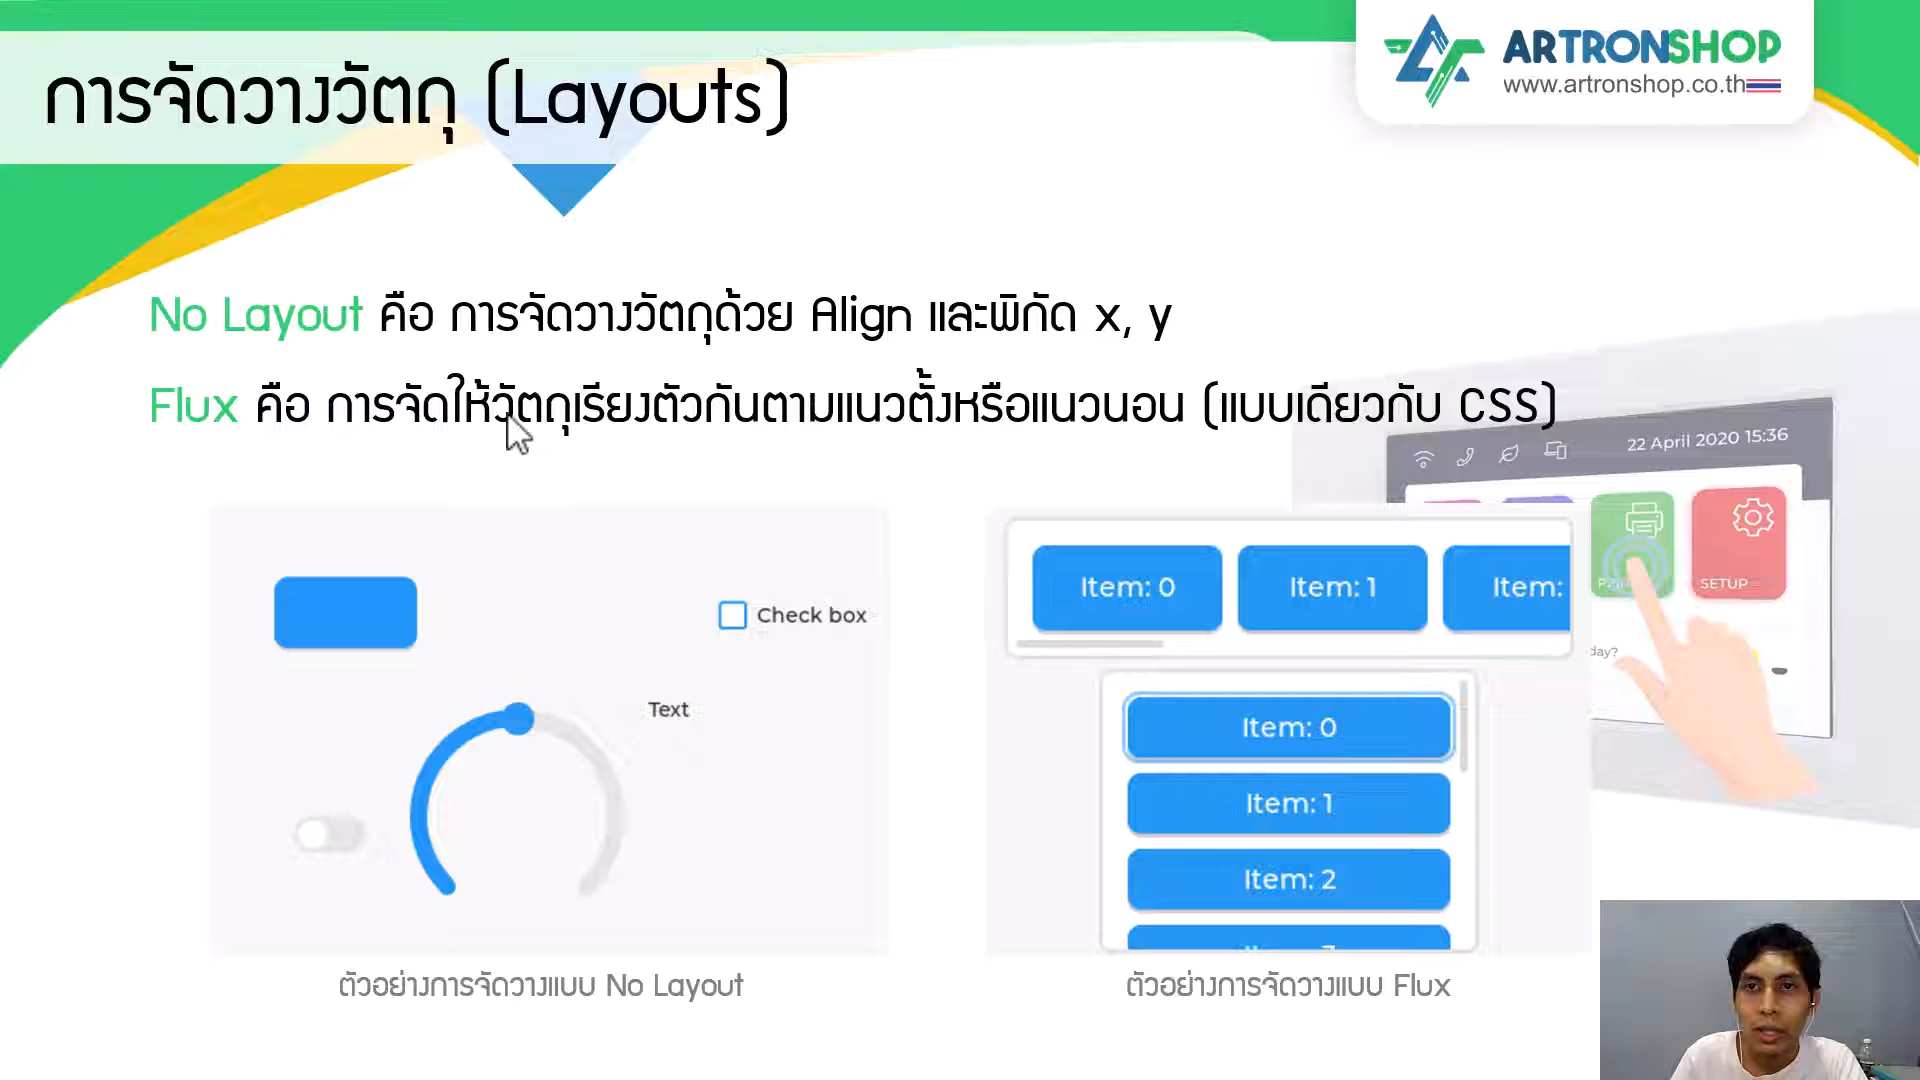 การจัดวางวัตถุ (Layouts)
ARTRONSHOP
www.artronshop.co.th
No Layout คือ การจัดวางวัตถุด้วย Align และพิกัด x, y
Flux คือ การจัดให้วัตถุเรียงตัวกันตามแนวตั้งหรือแนวนอน (แบบเดียวกับ CSS)
22 April 2020 15:36
SETUP
day?
Check box
Text
Item: 0
Item: 1
Item:
Item: 0
Item: 1
Item: 2
ตัวอย่างการจัดวางแบบ No Layout
ตัวอย่างการจัดวางแบบ Flux